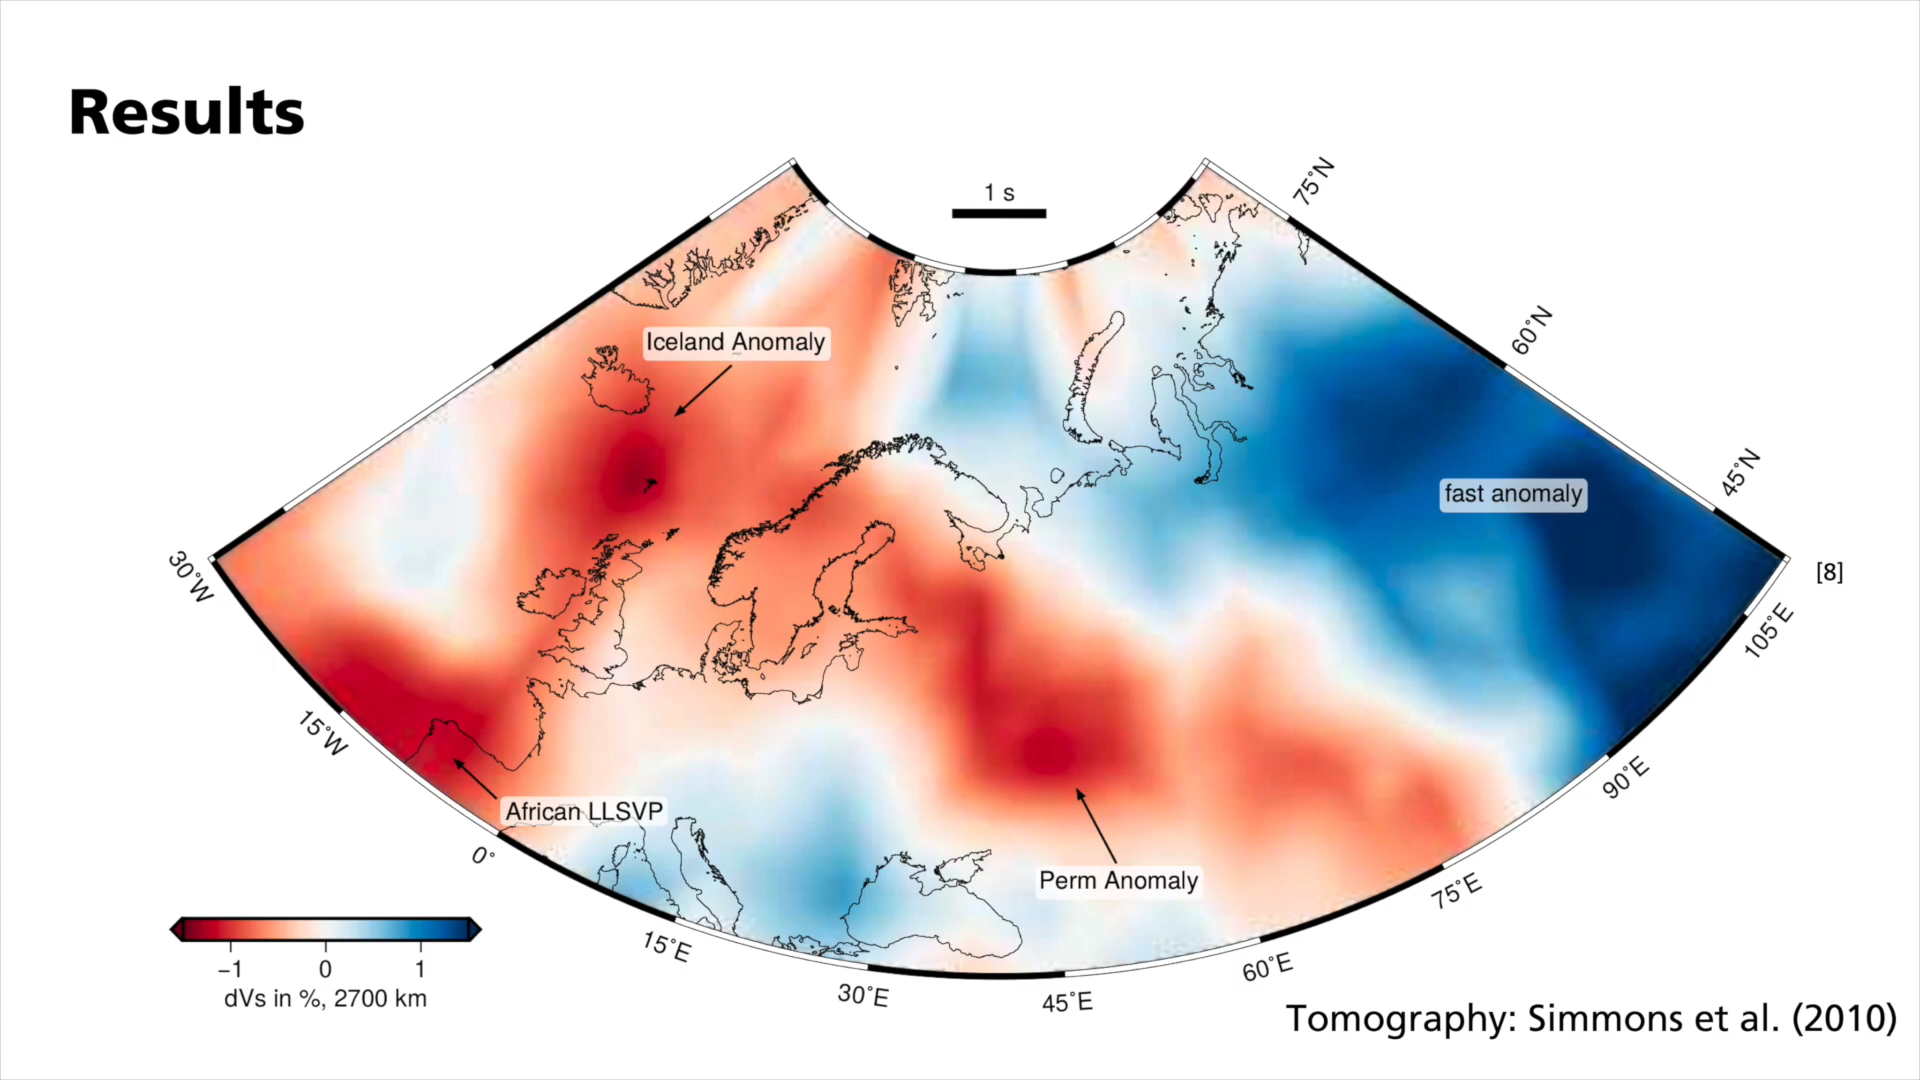 Results
1 s
75°N
60°N
45°N
Iceland Anomaly
fast anomaly
30°W
[8]
105°E
15°W
90°E
African LLSVP
0°
Perm Anomaly
75°E
15°E
60°E
30°E
45°E
−1 0 1
dVs in %, 2700 km
Tomography: Simmons et al. (2010)